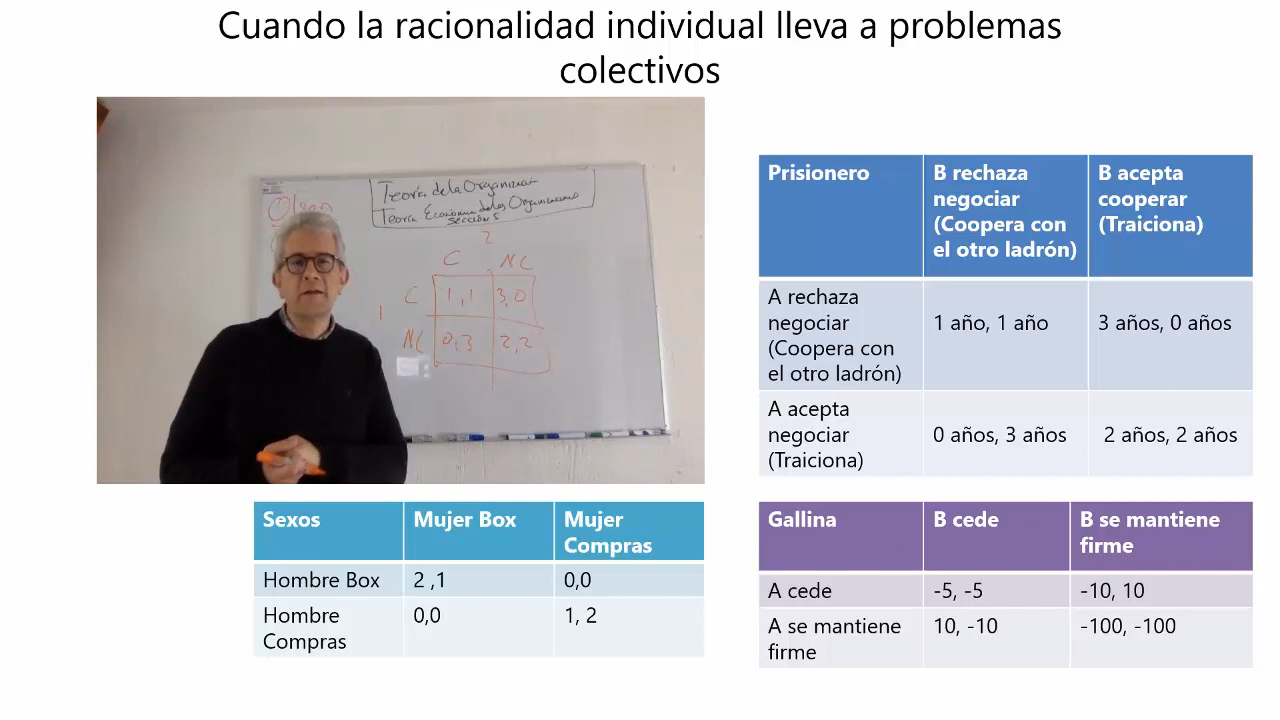 Cuando la racionalidad individual lleva a problemas
colectivos
Teoría de la Organización
Teoría Económica de las Organizaciones
Sección 5
Olson
2
C NC
C 1,1 3,0
1
NC 0,3 2,2
Prisionero
B rechaza
negociar
(Coopera con
el otro ladrón)
B acepta
cooperar
(Traiciona)
A rechaza
negociar
(Coopera con
el otro ladrón)
1 año, 1 año
3 años, 0 años
A acepta
negociar
(Traiciona)
0 años, 3 años
2 años, 2 años
Sexos
Mujer Box
Mujer
Compras
Hombre Box
2 ,1
0,0
Hombre
Compras
0,0
1, 2
Gallina
B cede
B se mantiene
firme
A cede
-5, -5
-10, 10
A se mantiene
firme
10, -10
-100, -100